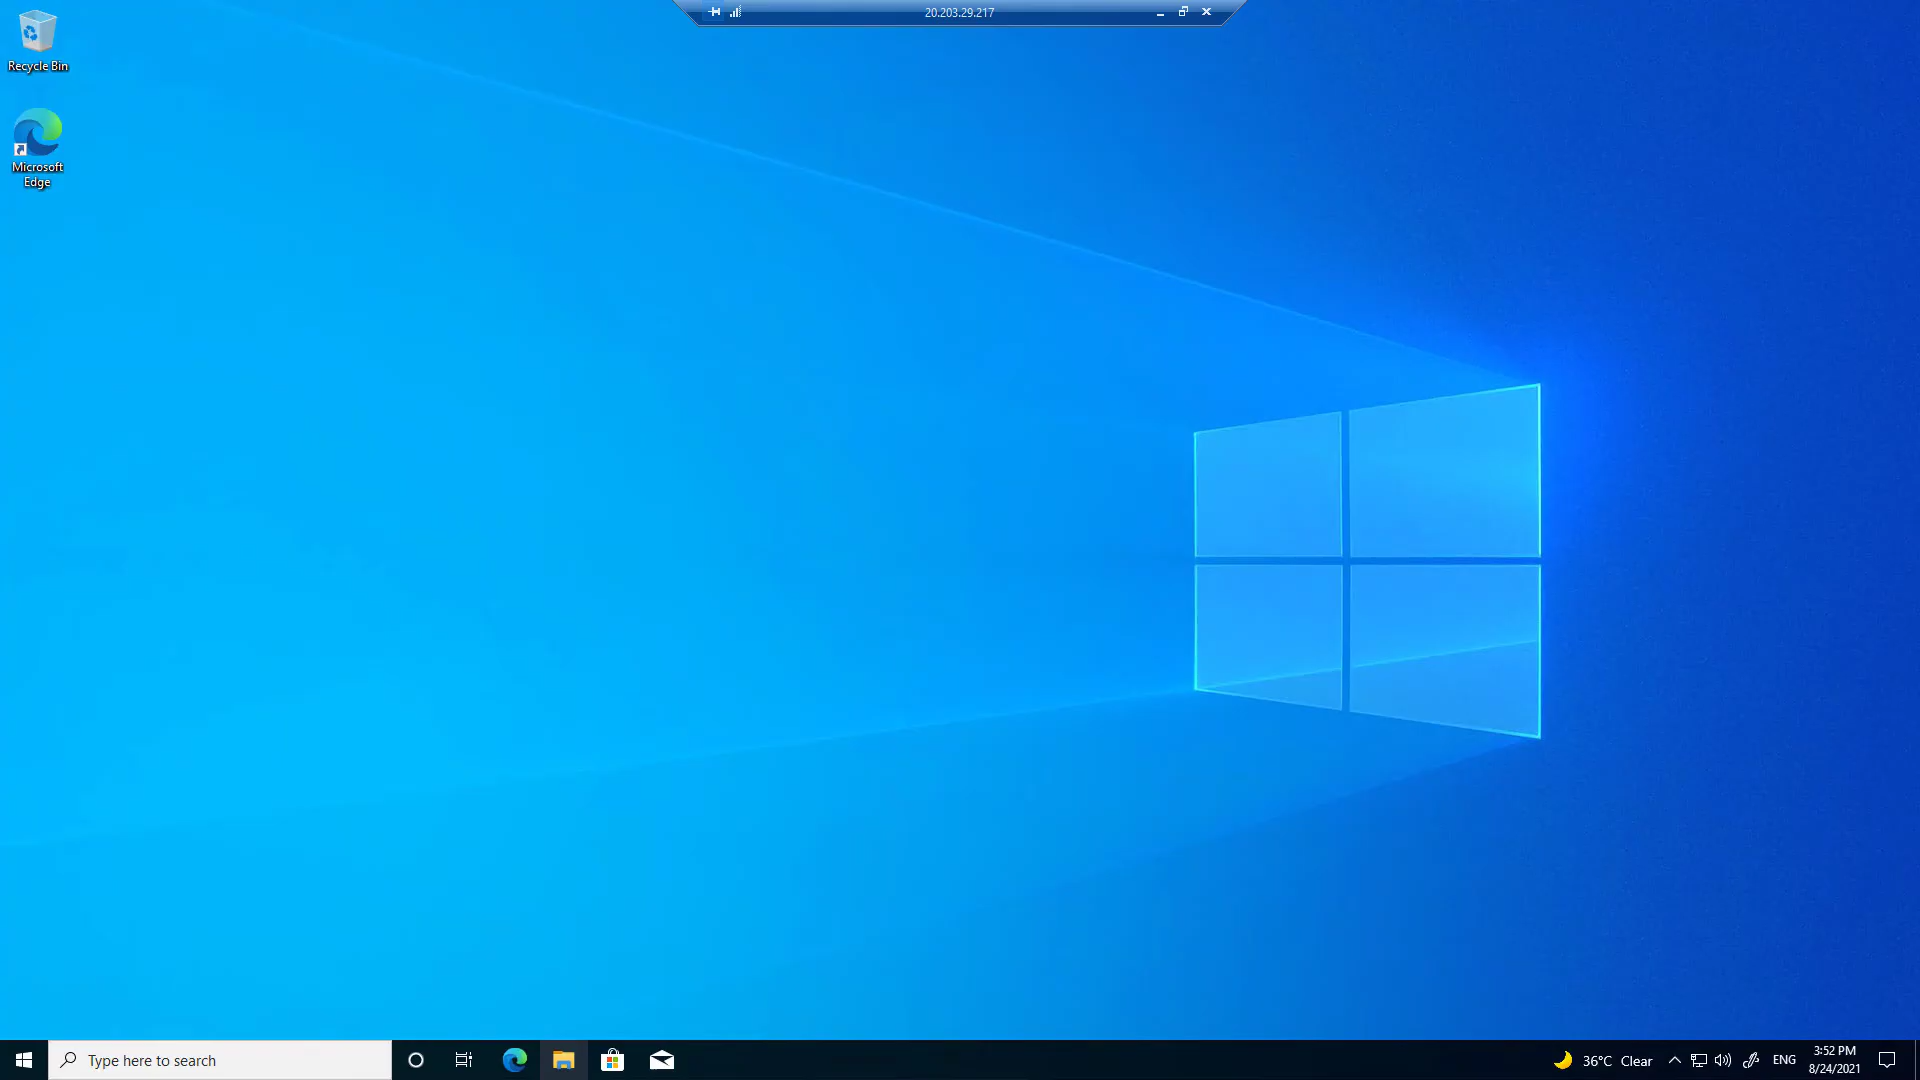 20.203.29.217
Recycle Bin
Microsoft
Edge
Type here to search
36°C Clear
ENG
3:52 PM
8/24/2021